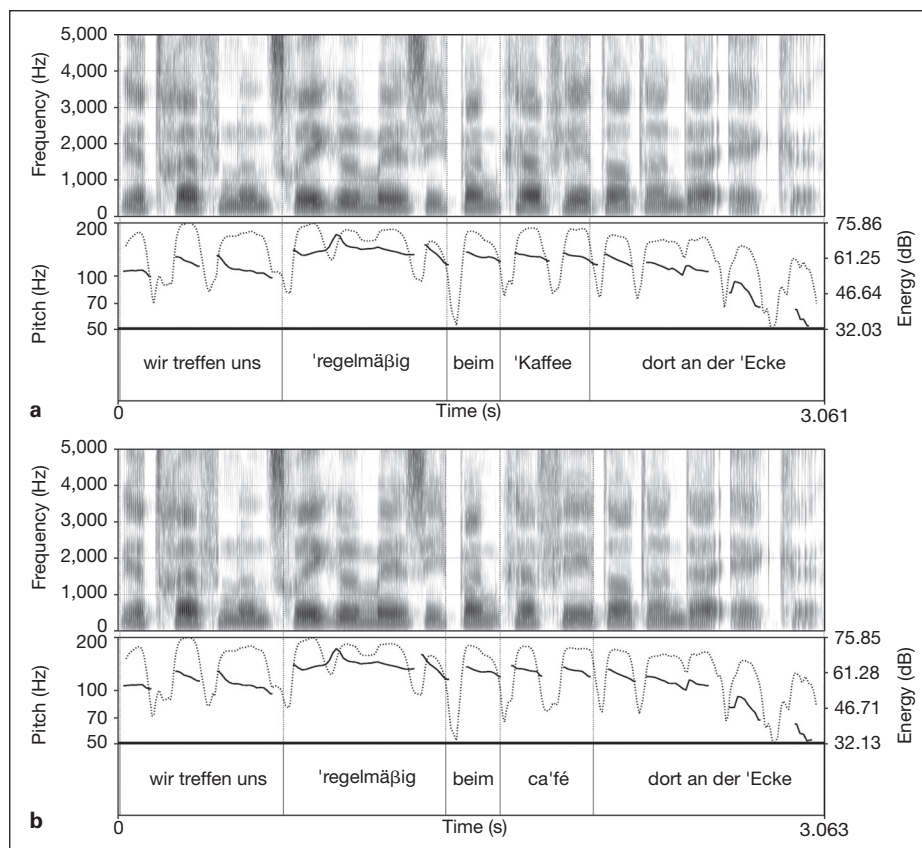 5,000
4,000
3,000
2,000
1,000
0
Frequency (Hz)
200
100
70
50
Pitch (Hz)
75.86
61.25
46.64
32.03
Energy (dB)
wir treffen uns 'regelmäβig beim 'Kaffee dort an der 'Ecke
a
0 Time (s) 3.061
5,000
4,000
3,000
2,000
1,000
0
Frequency (Hz)
200
100
70
50
Pitch (Hz)
75.85
61.28
46.71
32.13
Energy (dB)
wir treffen uns 'regelmäβig beim ca'fé dort an der 'Ecke
b
0 Time (s) 3.063